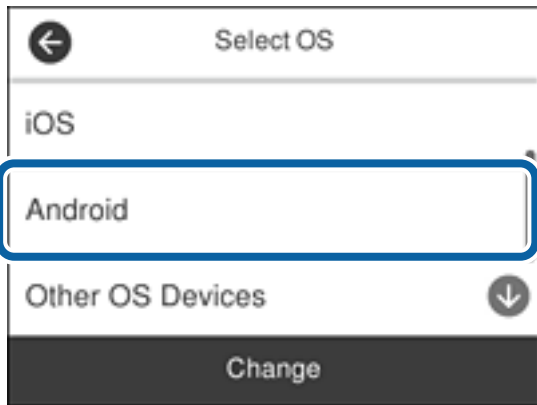 Select OS
iOS
Android
Other OS Devices
Change